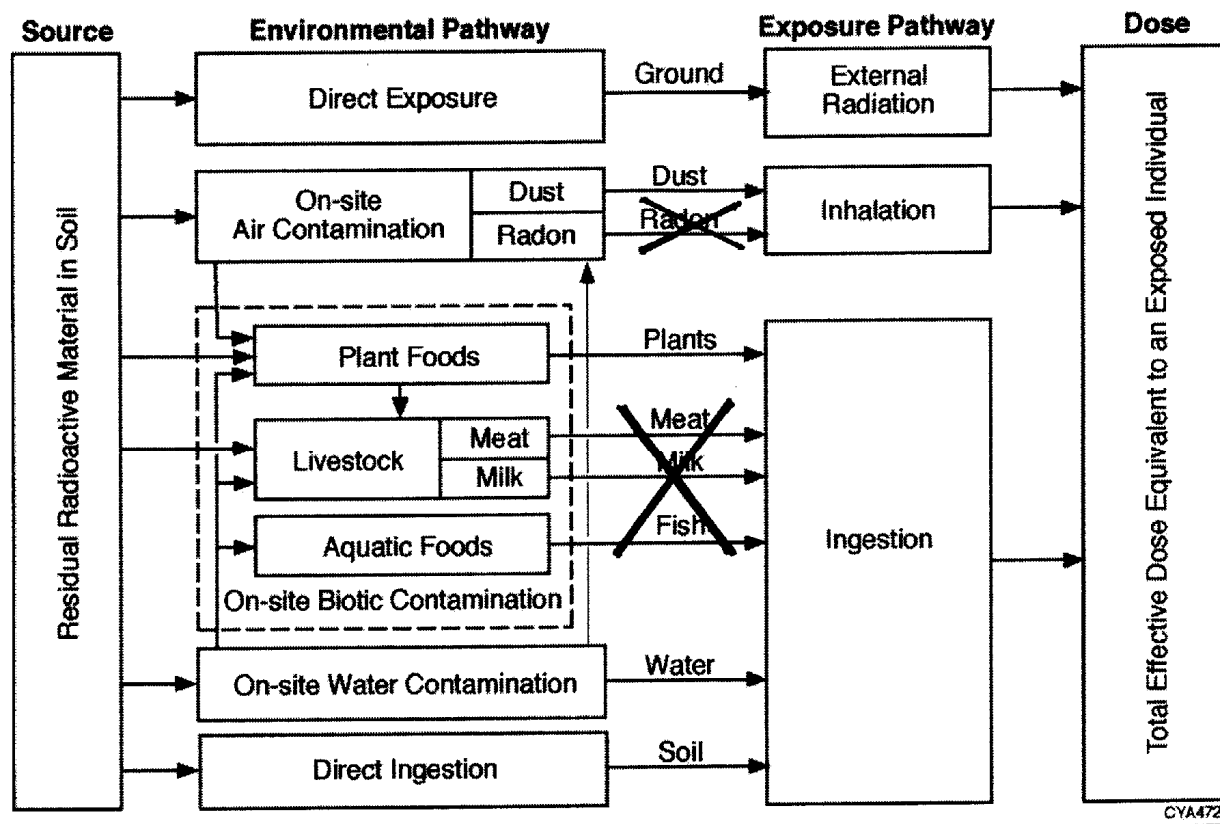 Source
Environmental Pathway
Exposure Pathway
Dose
Residual Radioactive Material in Soil
Direct Exposure
Ground
External
Radiation
On-site
Air Contamination
Dust
Radon
Dust
Radon
Inhalation
Plant Foods
Plants
Livestock
Meat
Milk
Meat
Milk
Aquatic Foods
Fish
On-site Biotic Contamination
Ingestion
On-site Water Contamination
Water
Direct Ingestion
Soil
Total Effective Dose Equivalent to an Exposed Individual
CYA472